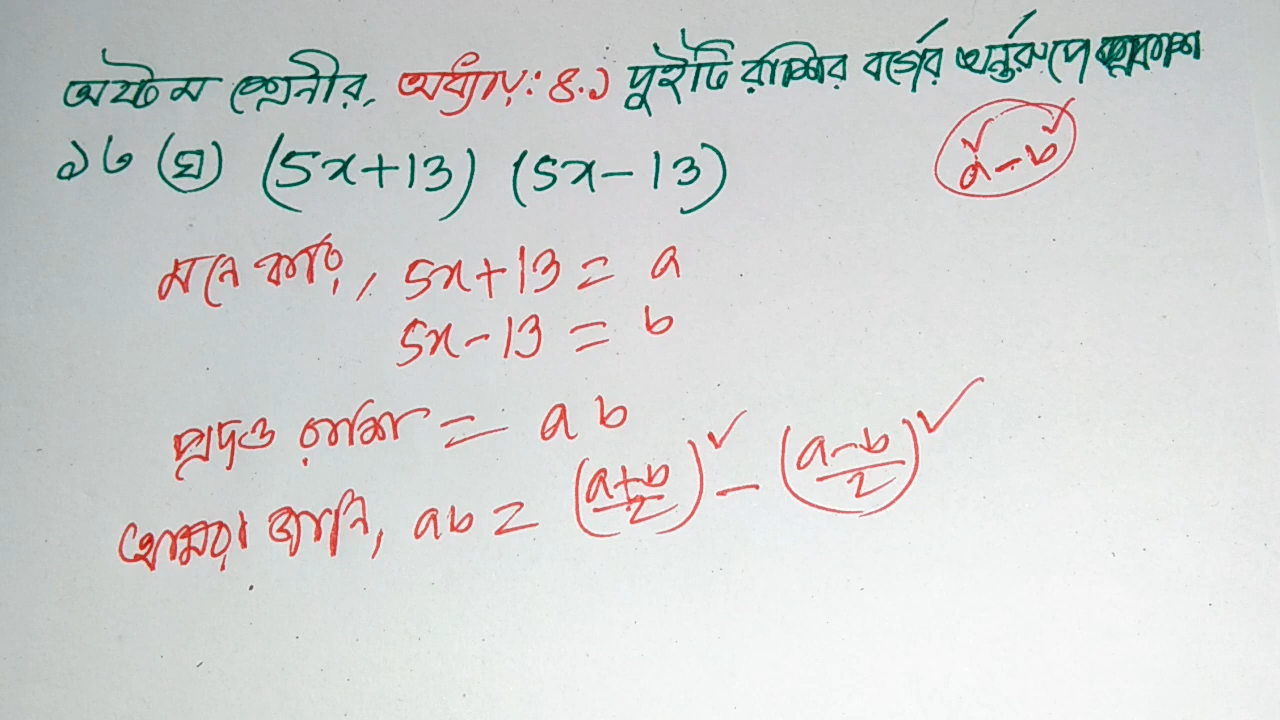 অষ্টম শ্রেনীর, অধ্যায়: ৪.১ দুইটি রাশির বর্গের অন্তররুপে প্রকাশ
a² - b²
১৬ (ঘ) (5x+13) (5x-13)
মনে করি, 5x+13 = a
5x-13 = b
প্রদত্ত রাশি = ab
আমরা জানি, ab = (a+b/2)² - (a-b/2)²